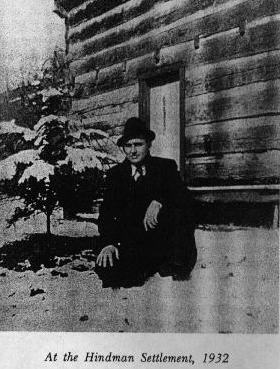 At the Hindman Settlement, 1932